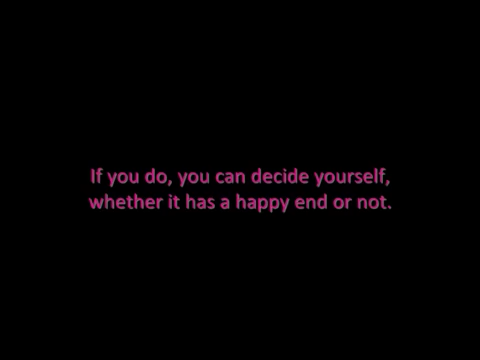 If you do, you can decide yourself,
whether it has a happy end or not.